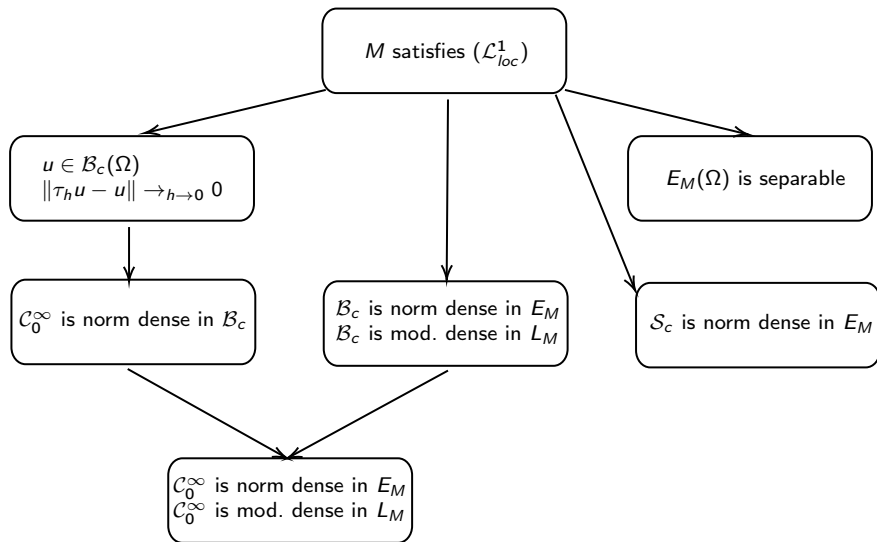 M satisfies (ℒ¹_loc)
u ∈ ℬ_c(Ω)
‖τ_h u − u‖ →_{h→0} 0
E_M(Ω) is separable
𝒞₀^∞ is norm dense in ℬ_c
ℬ_c is norm dense in E_M
ℬ_c is mod. dense in L_M
𝒮_c is norm dense in E_M
𝒞₀^∞ is norm dense in E_M
𝒞₀^∞ is mod. dense in L_M